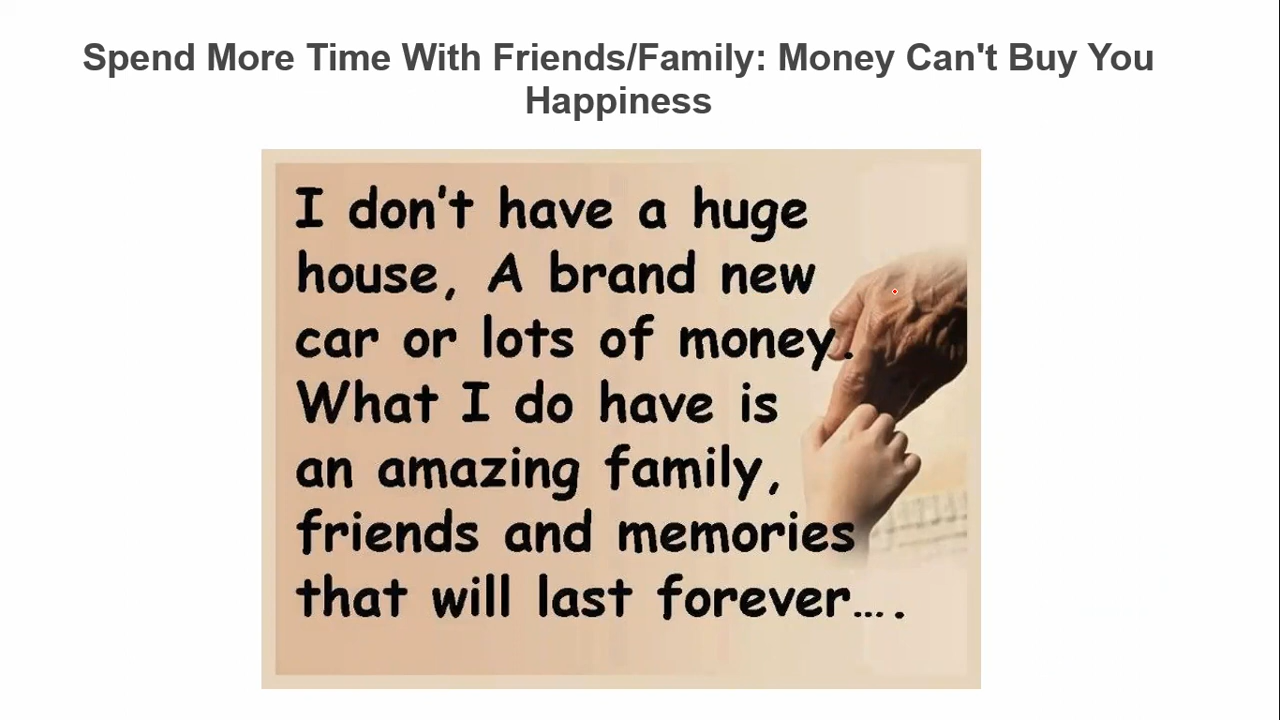 Spend More Time With Friends/Family: Money Can't Buy You
Happiness
I don't have a huge
house, A brand new
car or lots of money.
What I do have is
an amazing family,
friends and memories
that will last forever....